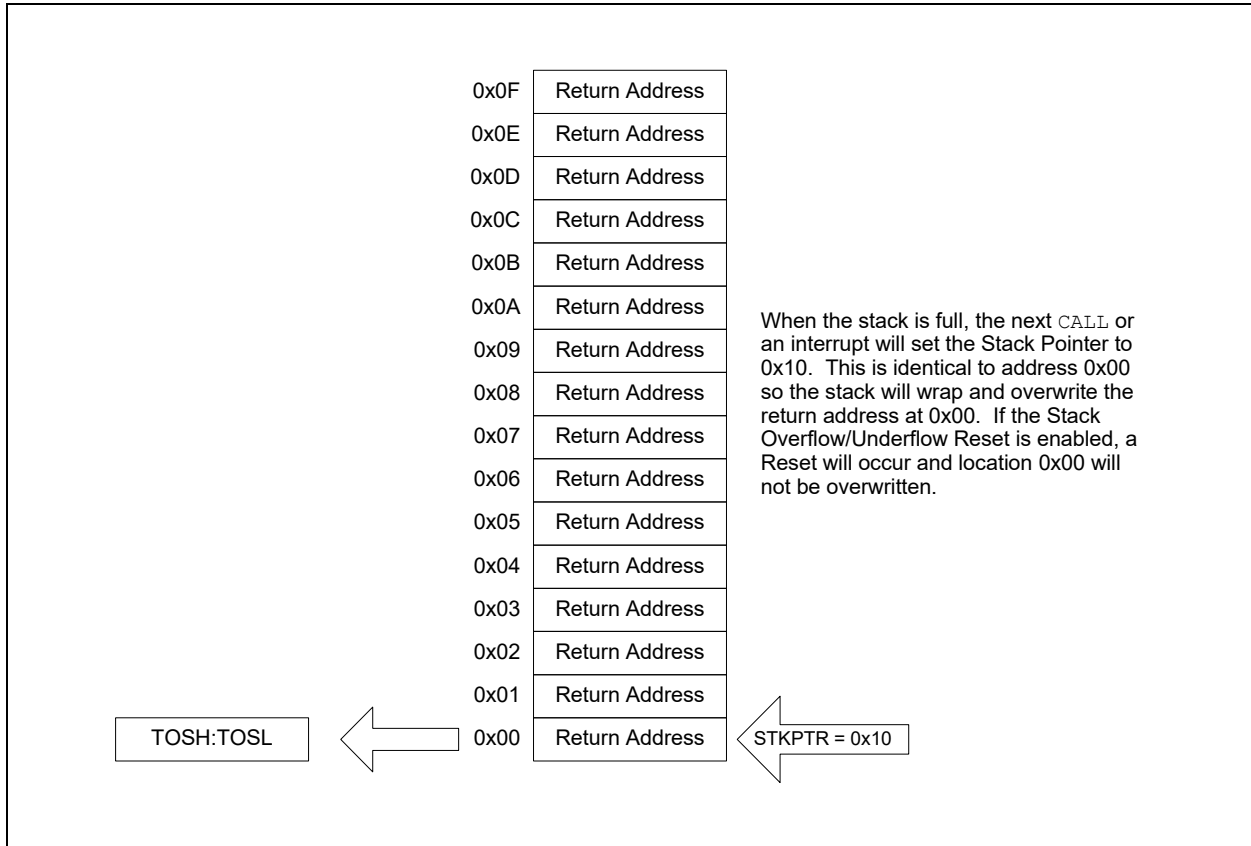 0x0F Return Address
0x0E Return Address
0x0D Return Address
0x0C Return Address
0x0B Return Address
0x0A Return Address
0x09 Return Address
0x08 Return Address
0x07 Return Address
0x06 Return Address
0x05 Return Address
0x04 Return Address
0x03 Return Address
0x02 Return Address
0x01 Return Address
TOSH:TOSL 0x00 Return Address STKPTR = 0x10
When the stack is full, the next CALL or
an interrupt will set the Stack Pointer to
0x10. This is identical to address 0x00
so the stack will wrap and overwrite the
return address at 0x00. If the Stack
Overflow/Underflow Reset is enabled, a
Reset will occur and location 0x00 will
not be overwritten.